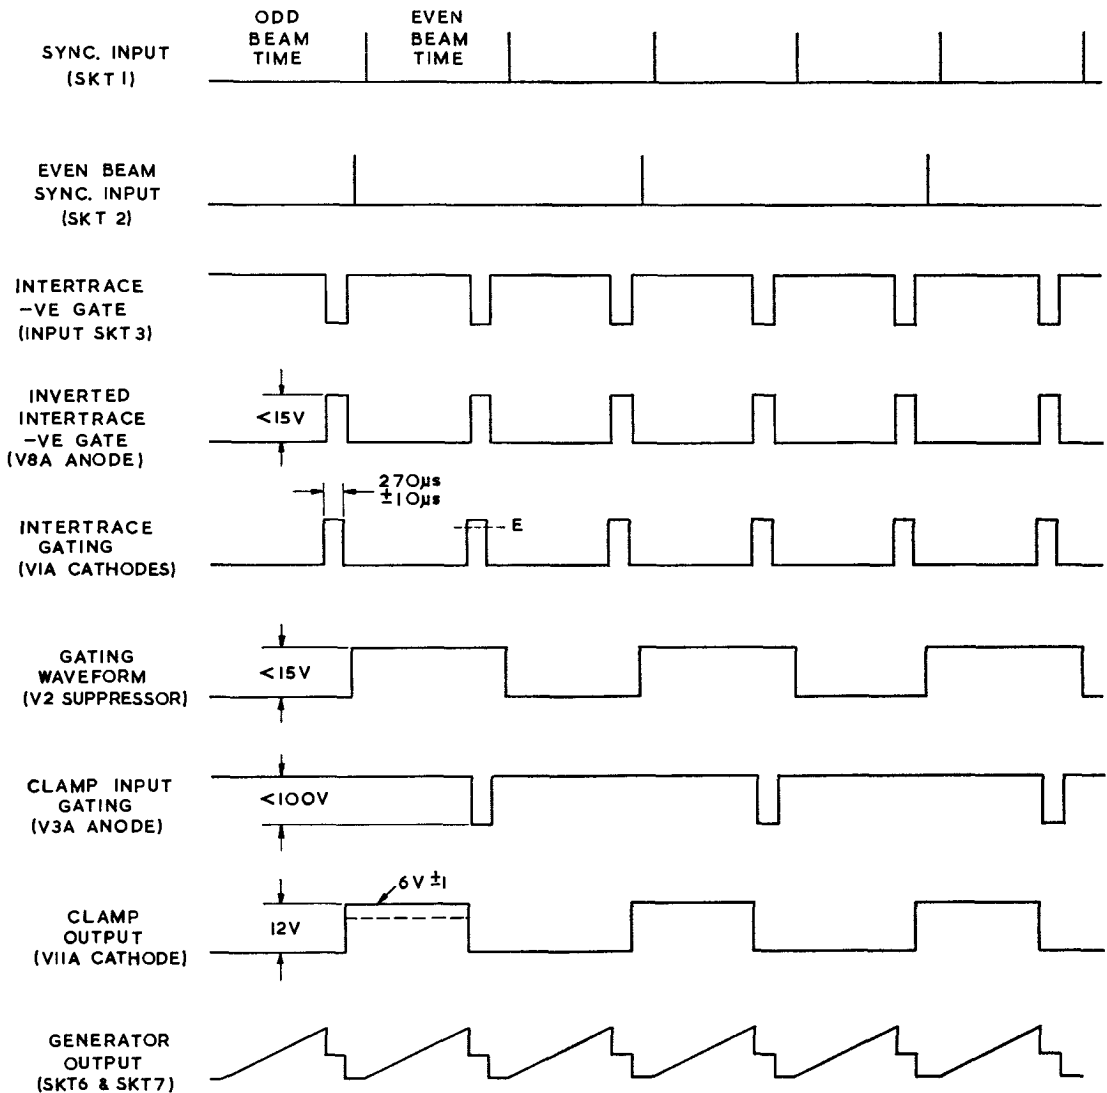 ODD
BEAM
TIME
EVEN
BEAM
TIME
SYNC. INPUT
(SKT 1)
EVEN BEAM
SYNC. INPUT
(SKT 2)
INTERTRACE
-VE GATE
(INPUT SKT 3)
INVERTED
INTERTRACE
-VE GATE
(V8A ANODE)
<15V
270µs
±10µs
INTERTRACE
GATING
(V1A CATHODES)
E
GATING
WAVEFORM
(V2 SUPPRESSOR)
<15V
CLAMP INPUT
GATING
(V3A ANODE)
<100V
6V ±1
CLAMP
OUTPUT
(V11A CATHODE)
12V
GENERATOR
OUTPUT
(SKT6 & SKT7)